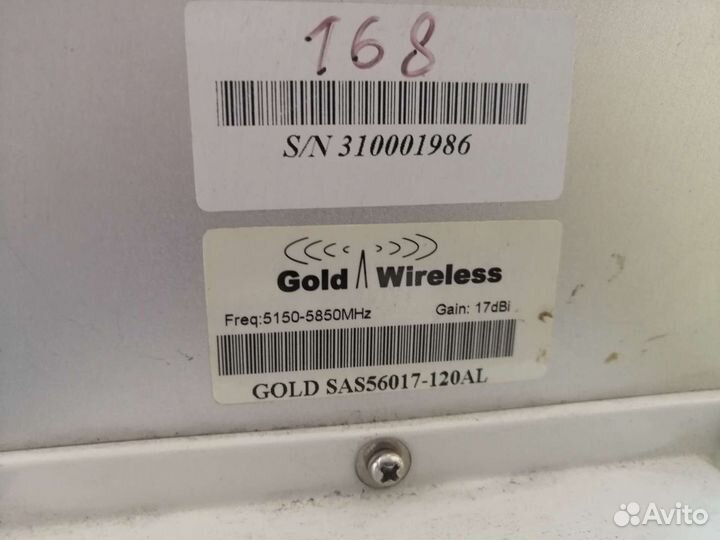 168
S/N 310001986
Gold Wireless
Freq:5150-5850MHz Gain: 17dBi
GOLD SAS56017-120AL
Avito